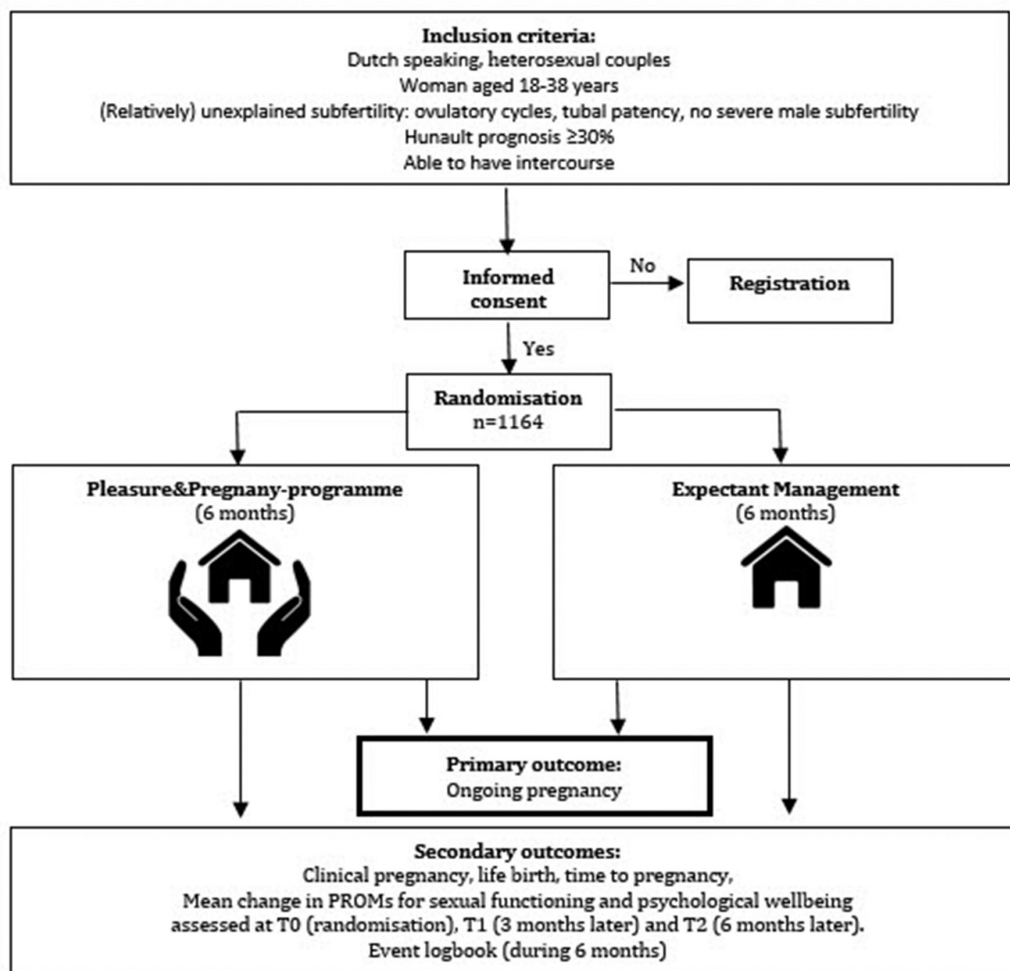 Inclusion criteria:
Dutch speaking, heterosexual couples
Woman aged 18-38 years
(Relatively) unexplained subfertility: ovulatory cycles, tubal patency, no severe male subfertility
Hunault prognosis ≥30%
Able to have intercourse
Informed
consent
No
Registration
Yes
Randomisation
n=1164
Pleasure&Pregnany-programme
(6 months)
Expectant Management
(6 months)
Primary outcome:
Ongoing pregnancy
Secondary outcomes:
Clinical pregnancy, life birth, time to pregnancy,
Mean change in PROMs for sexual functioning and psychological wellbeing
assessed at T0 (randomisation), T1 (3 months later) and T2 (6 months later).
Event logbook (during 6 months)